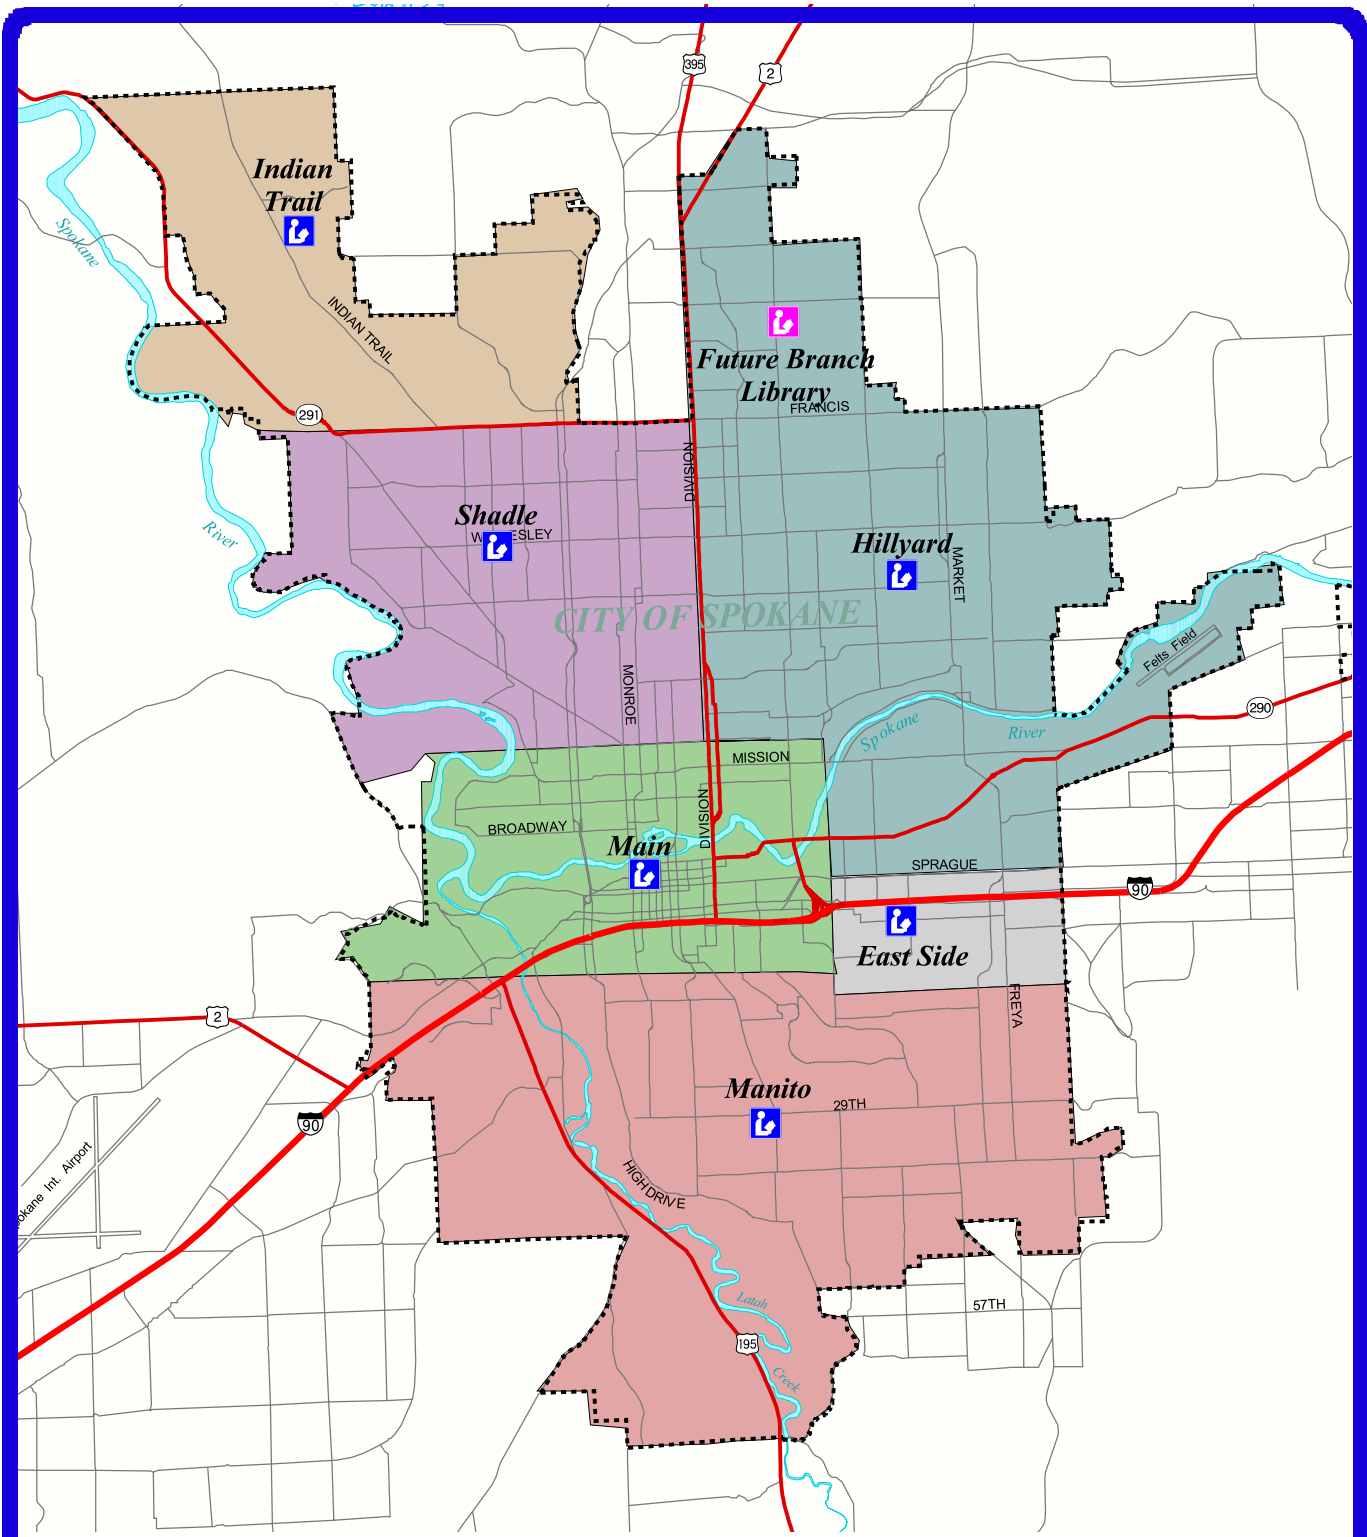 395
2
Indian
Trail
Spokane
INDIAN TRAIL
Future Branch
Library
FRANCIS
291
DIVISION
Shadle
ESLEY
Hillyard
MARKET
River
CITY OF SPOKANE
Felts Field
MONROE
290
Spokane
River
MISSION
DIVISION
BROADWAY
Main
SPRAGUE
90
East Side
FREYA
2
Manito
29TH
90
okane Int. Airport
HIGH DRIVE
Latah
57TH
195
Creek